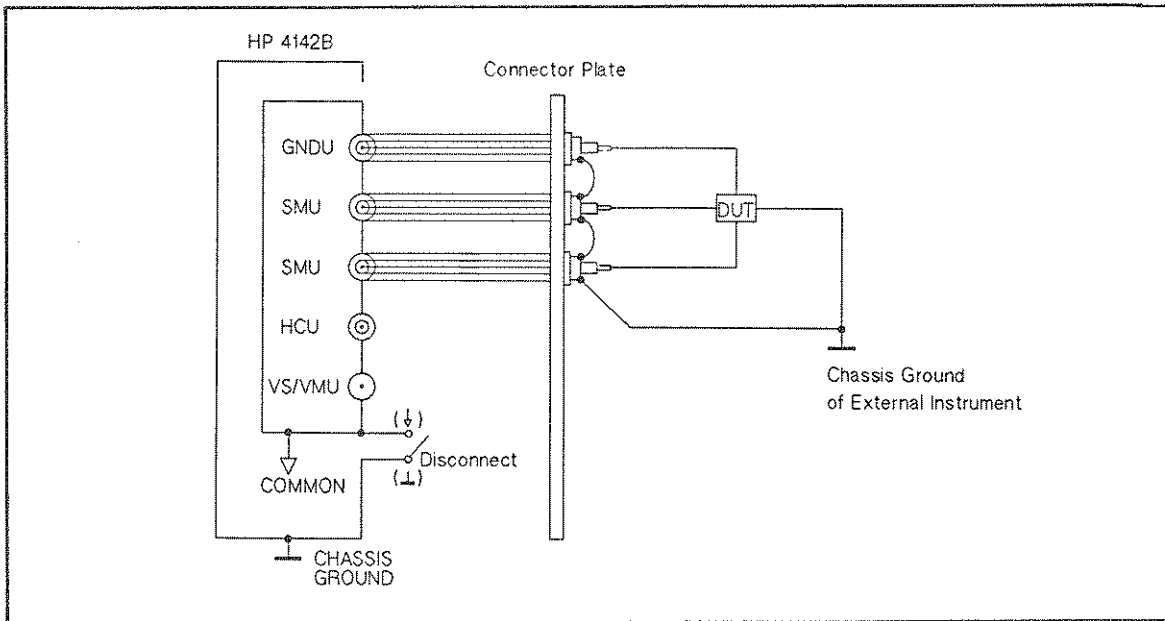 HP 4142B
Connector Plate
GNDU
SMU
DUT
SMU
HCU
Chassis Ground
of External Instrument
VS/VMU
Disconnect
COMMON
CHASSIS
GROUND